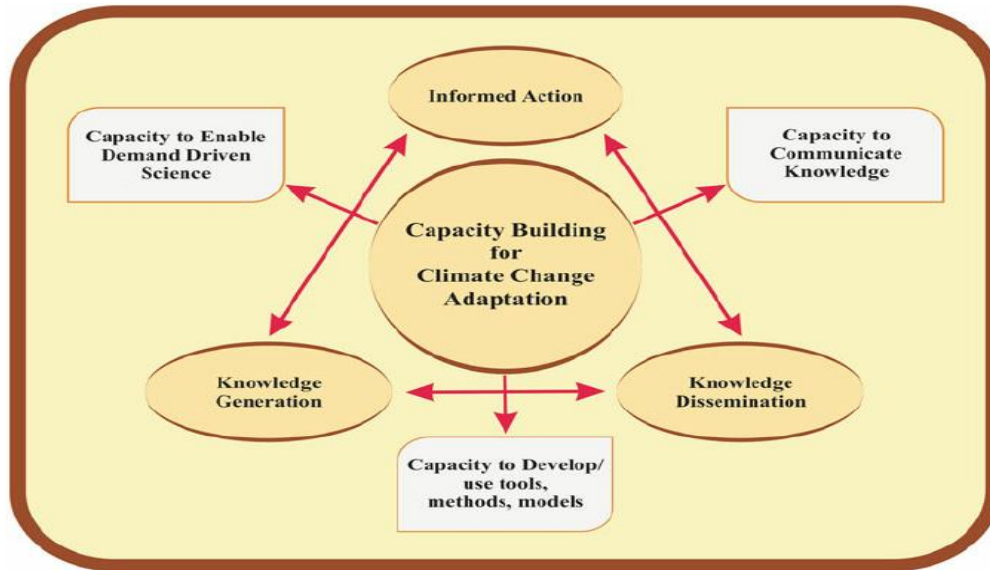 Informed Action
Capacity to Enable
Demand Driven
Science
Capacity to
Communicate
Knowledge
Capacity Building
for
Climate Change
Adaptation
Knowledge
Generation
Knowledge
Dissemination
Capacity to Develop/
use tools,
methods, models